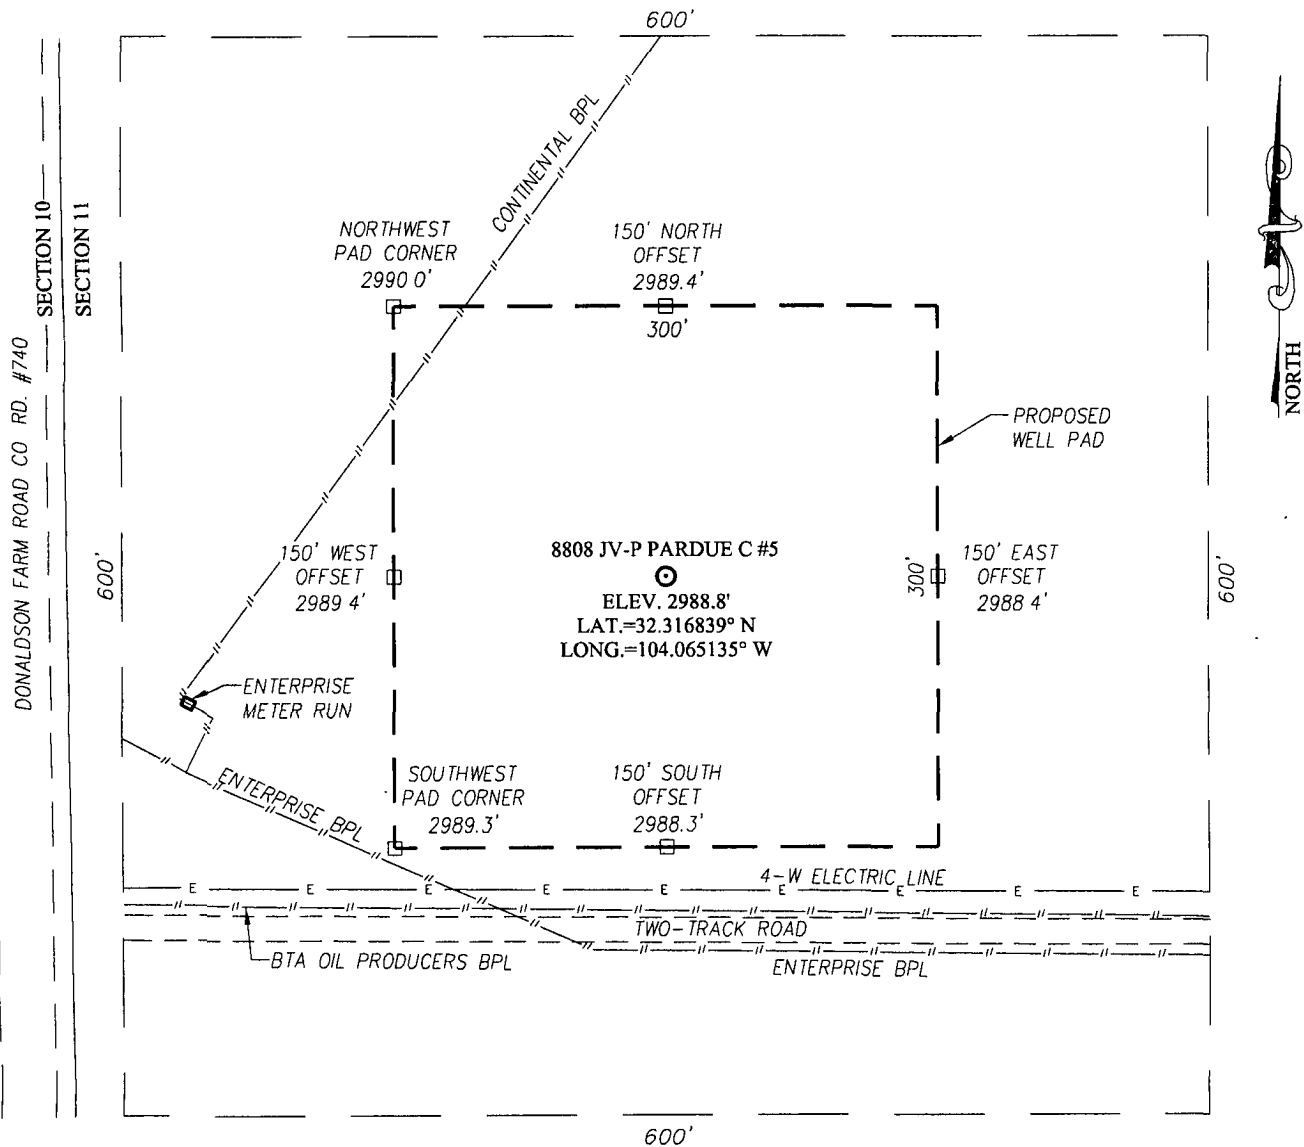 600'
CONTINENTAL BPL
NORTHWEST
PAD CORNER
2990 0'
150' NORTH
OFFSET
2989.4'
300'
SECTION 10
SECTION 11
DONALDSON FARM ROAD CO RD. #740
NORTH
PROPOSED
WELL PAD
600'
150' WEST
OFFSET
2989 4'
8808 JV-P PARDUE C #5
ELEV. 2988.8'
LAT.=32.316839° N
LONG.=104.065135° W
300'
150' EAST
OFFSET
2988 4'
600'
ENTERPRISE
METER RUN
ENTERPRISE BPL
SOUTHWEST
PAD CORNER
2989.3'
150' SOUTH
OFFSET
2988.3'
4-W ELECTRIC LINE
E E E E E E E E E
TWO-TRACK ROAD
BTA OIL PRODUCERS BPL
ENTERPRISE BPL
600'